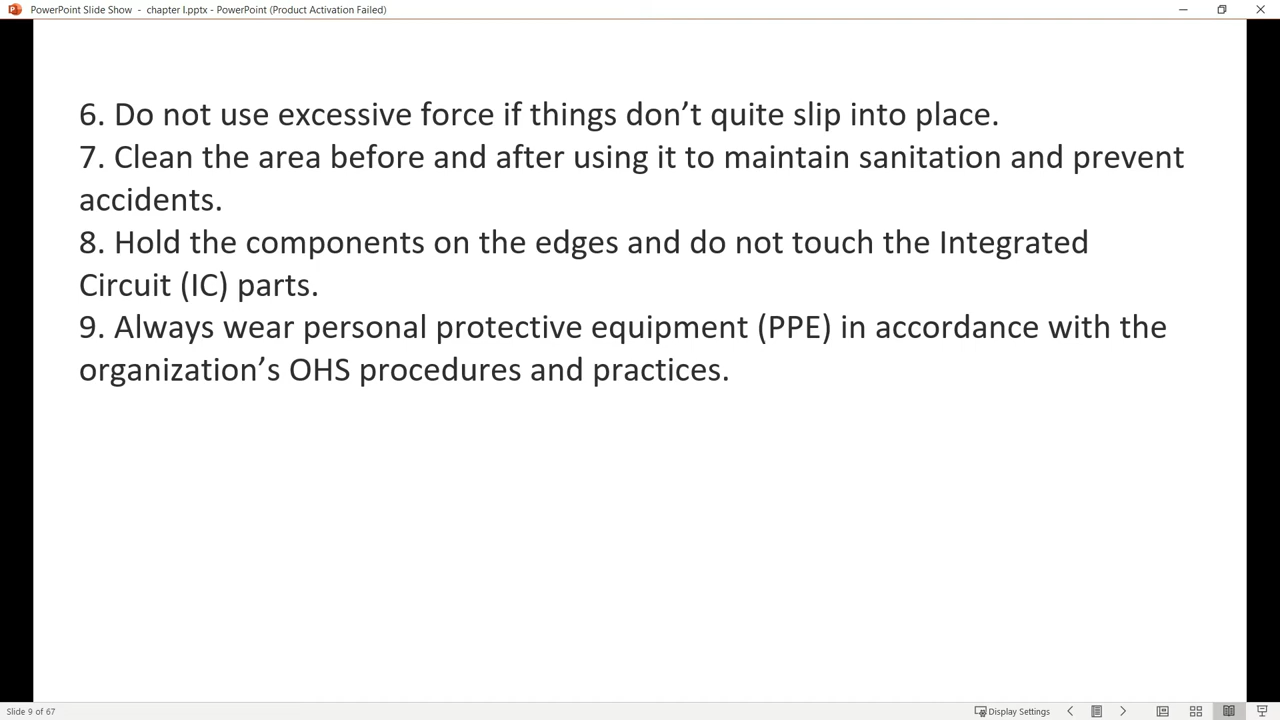 PowerPoint Slide Show - chapter I.pptx - PowerPoint (Product Activation Failed)
6. Do not use excessive force if things don’t quite slip into place.
7. Clean the area before and after using it to maintain sanitation and prevent
accidents.
8. Hold the components on the edges and do not touch the Integrated
Circuit (IC) parts.
9. Always wear personal protective equipment (PPE) in accordance with the
organization’s OHS procedures and practices.
Slide 9 of 67
Display Settings